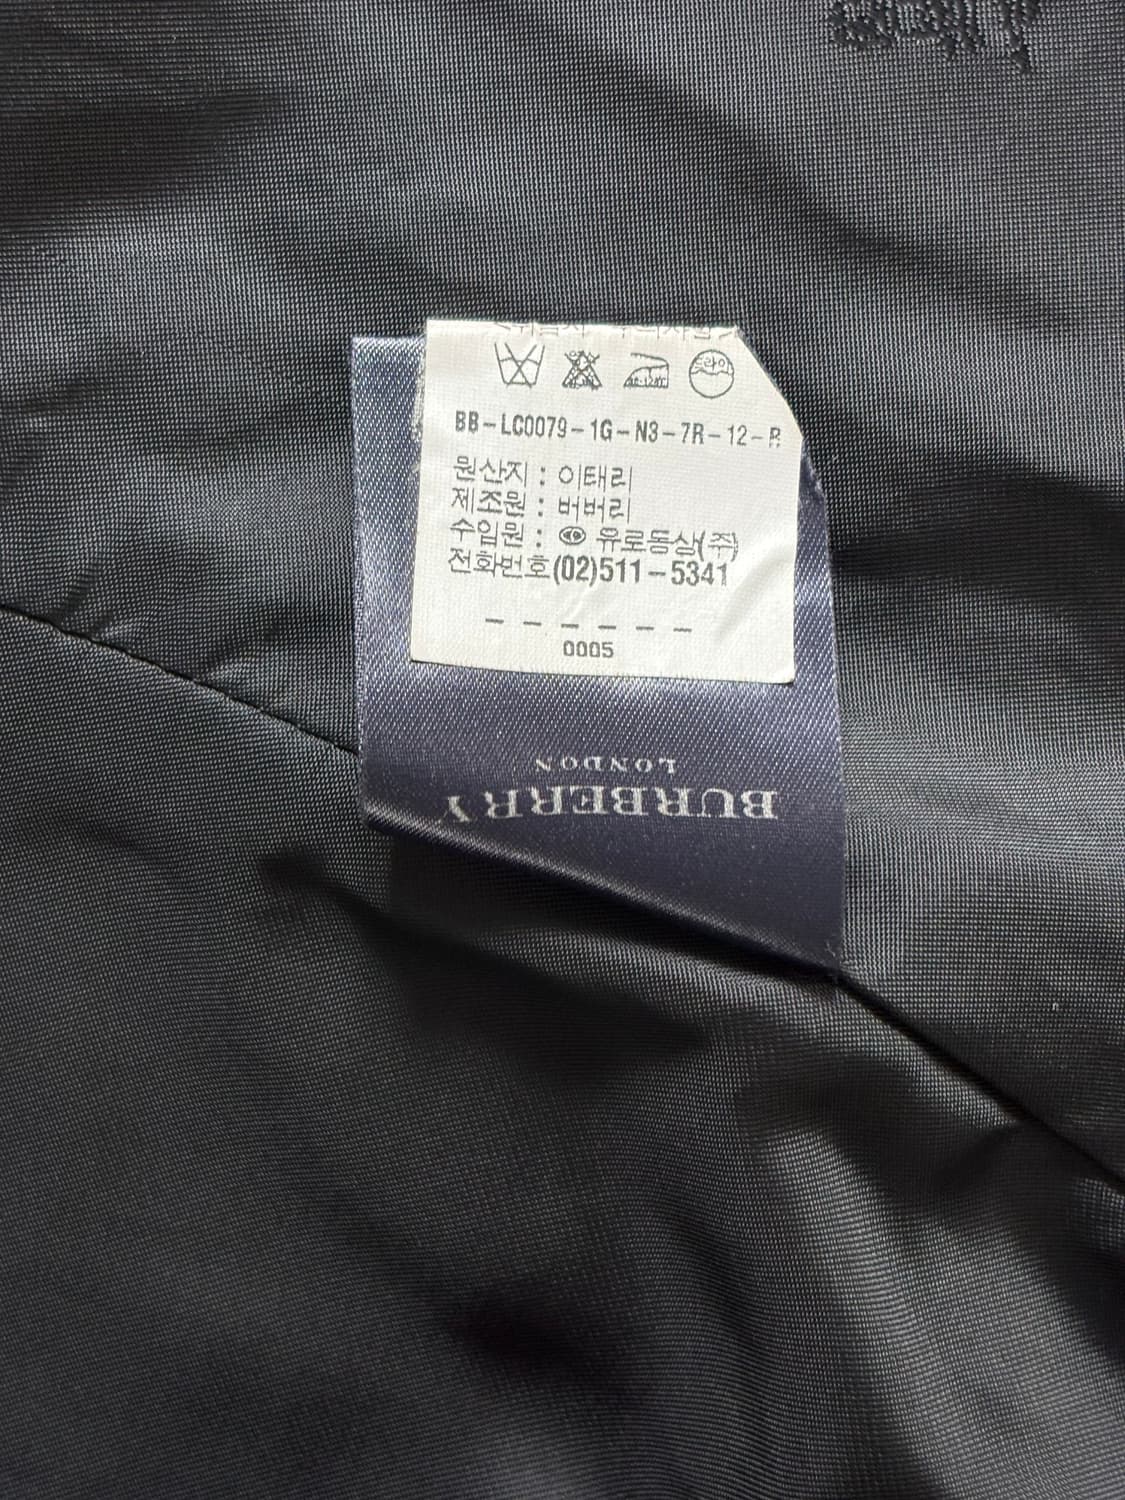 BB-LC0079-1G-N3-7R-12-R
원산지 : 이태리
제조원 : 버버리
수입원 : 유로통상(주)
전화번호(02)511-5341
------
0005
LONDON
BURBERRY